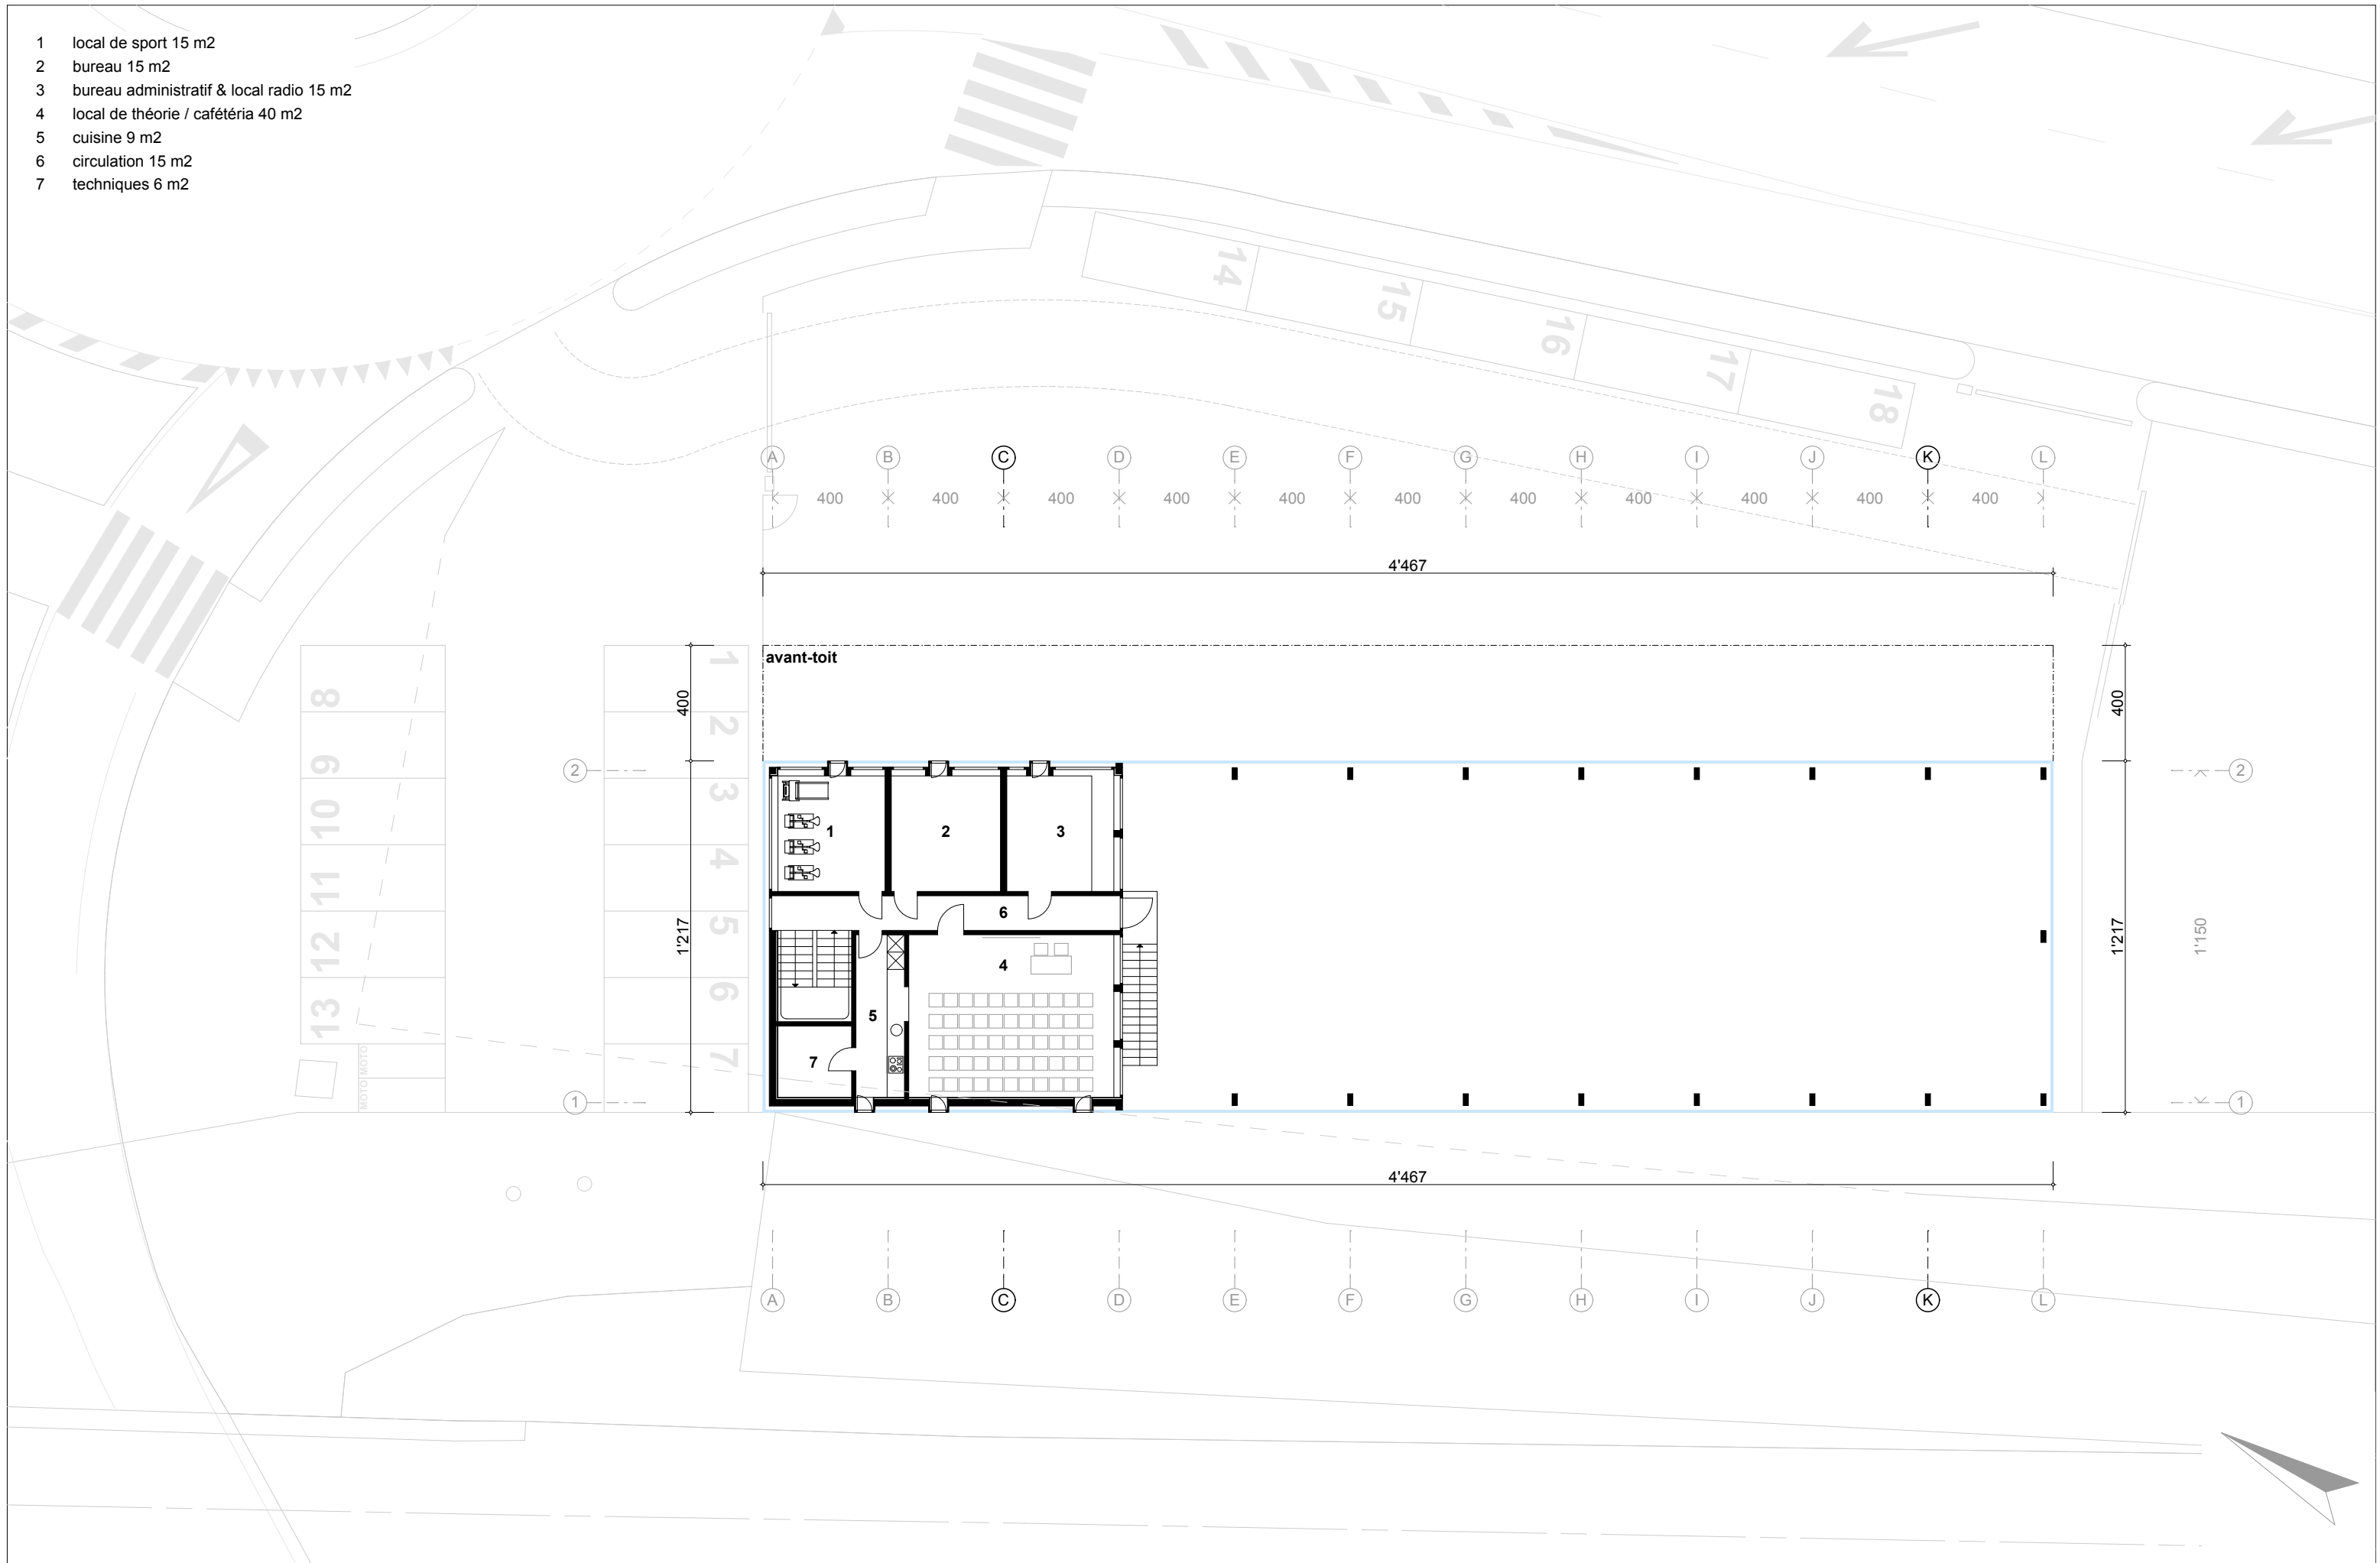 1 local de sport 15 m2
2 bureau 15 m2
3 bureau administratif & local radio 15 m2
4 local de théorie / cafétéria 40 m2
5 cuisine 9 m2
6 circulation 15 m2
7 techniques 6 m2
14
15
16
17
18
A B C D E F G H I J K L
400 400 400 400 400 400 400 400 400 400 400
4'467
avant-toit
400
400
1
2
3
4
5
6
7
8
9
10
11
12
13
MOTO MOTO
2
2
1 2 3
6
4
5
7
1'217
1'217
1'150
1
1
4'467
A B C D E F G H I J K L